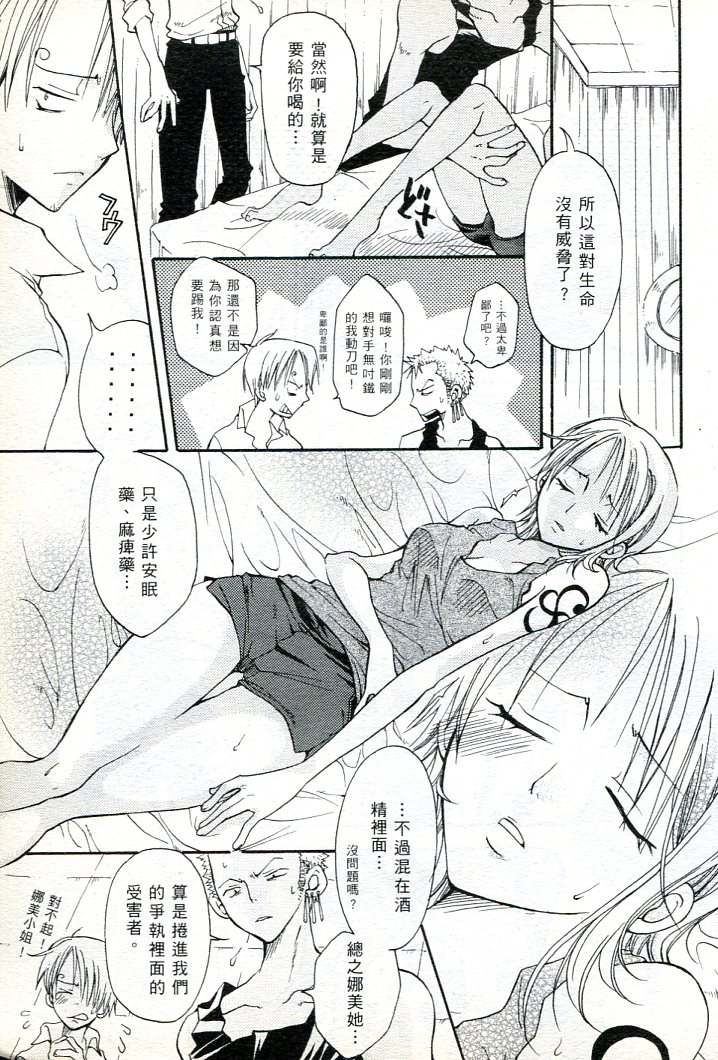 所以這對生命
沒有威脅了？
當然啊！就算是
要給你喝的…
ドサ
…不過太卑
鄙了吧？
囉唆！你剛剛
想對手無吋鐵
的我動刀吧！
卑鄙的是誰啊！
那還不是因
為你認真想
要踢我！
フウ
………
只是少許安眠
藥、麻痺藥…
…不過混在酒
精裡面…
沒問題嗎？
總之娜美她…
算是捲進我們
的爭執裡面的
受害者。
對不起！
娜美小姐！